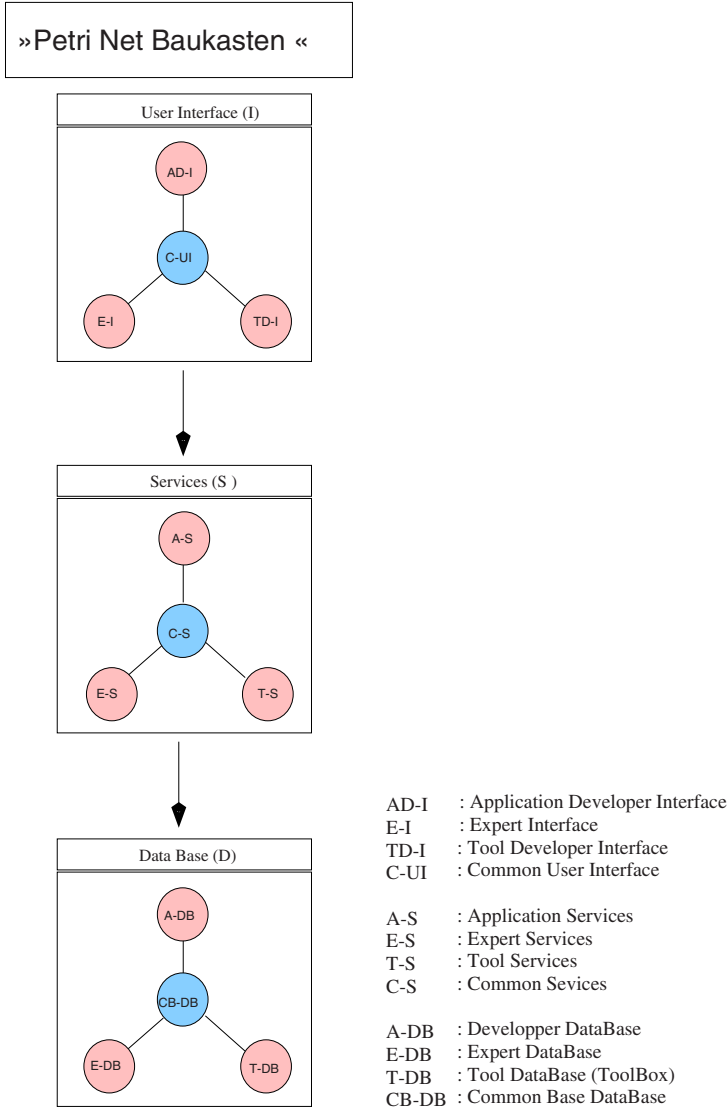 »Petri Net Baukasten «
User Interface (I)
AD-I
C-UI
E-I
TD-I
Services (S )
A-S
C-S
E-S
T-S
Data Base (D)
A-DB
CB-DB
E-DB
T-DB
AD-I : Application Developer Interface
E-I : Expert Interface
TD-I : Tool Developer Interface
C-UI : Common User Interface
A-S : Application Services
E-S : Expert Services
T-S : Tool Services
C-S : Common Sevices
A-DB : Developper DataBase
E-DB : Expert DataBase
T-DB : Tool DataBase (ToolBox)
CB-DB : Common Base DataBase